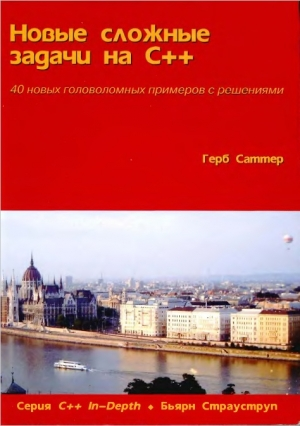 Новые сложные
задачи на C++
40 новых головоломных примеров с решениями
Герб Саттер
Серия C++ In-Depth ◆ Бьярн Страуструп